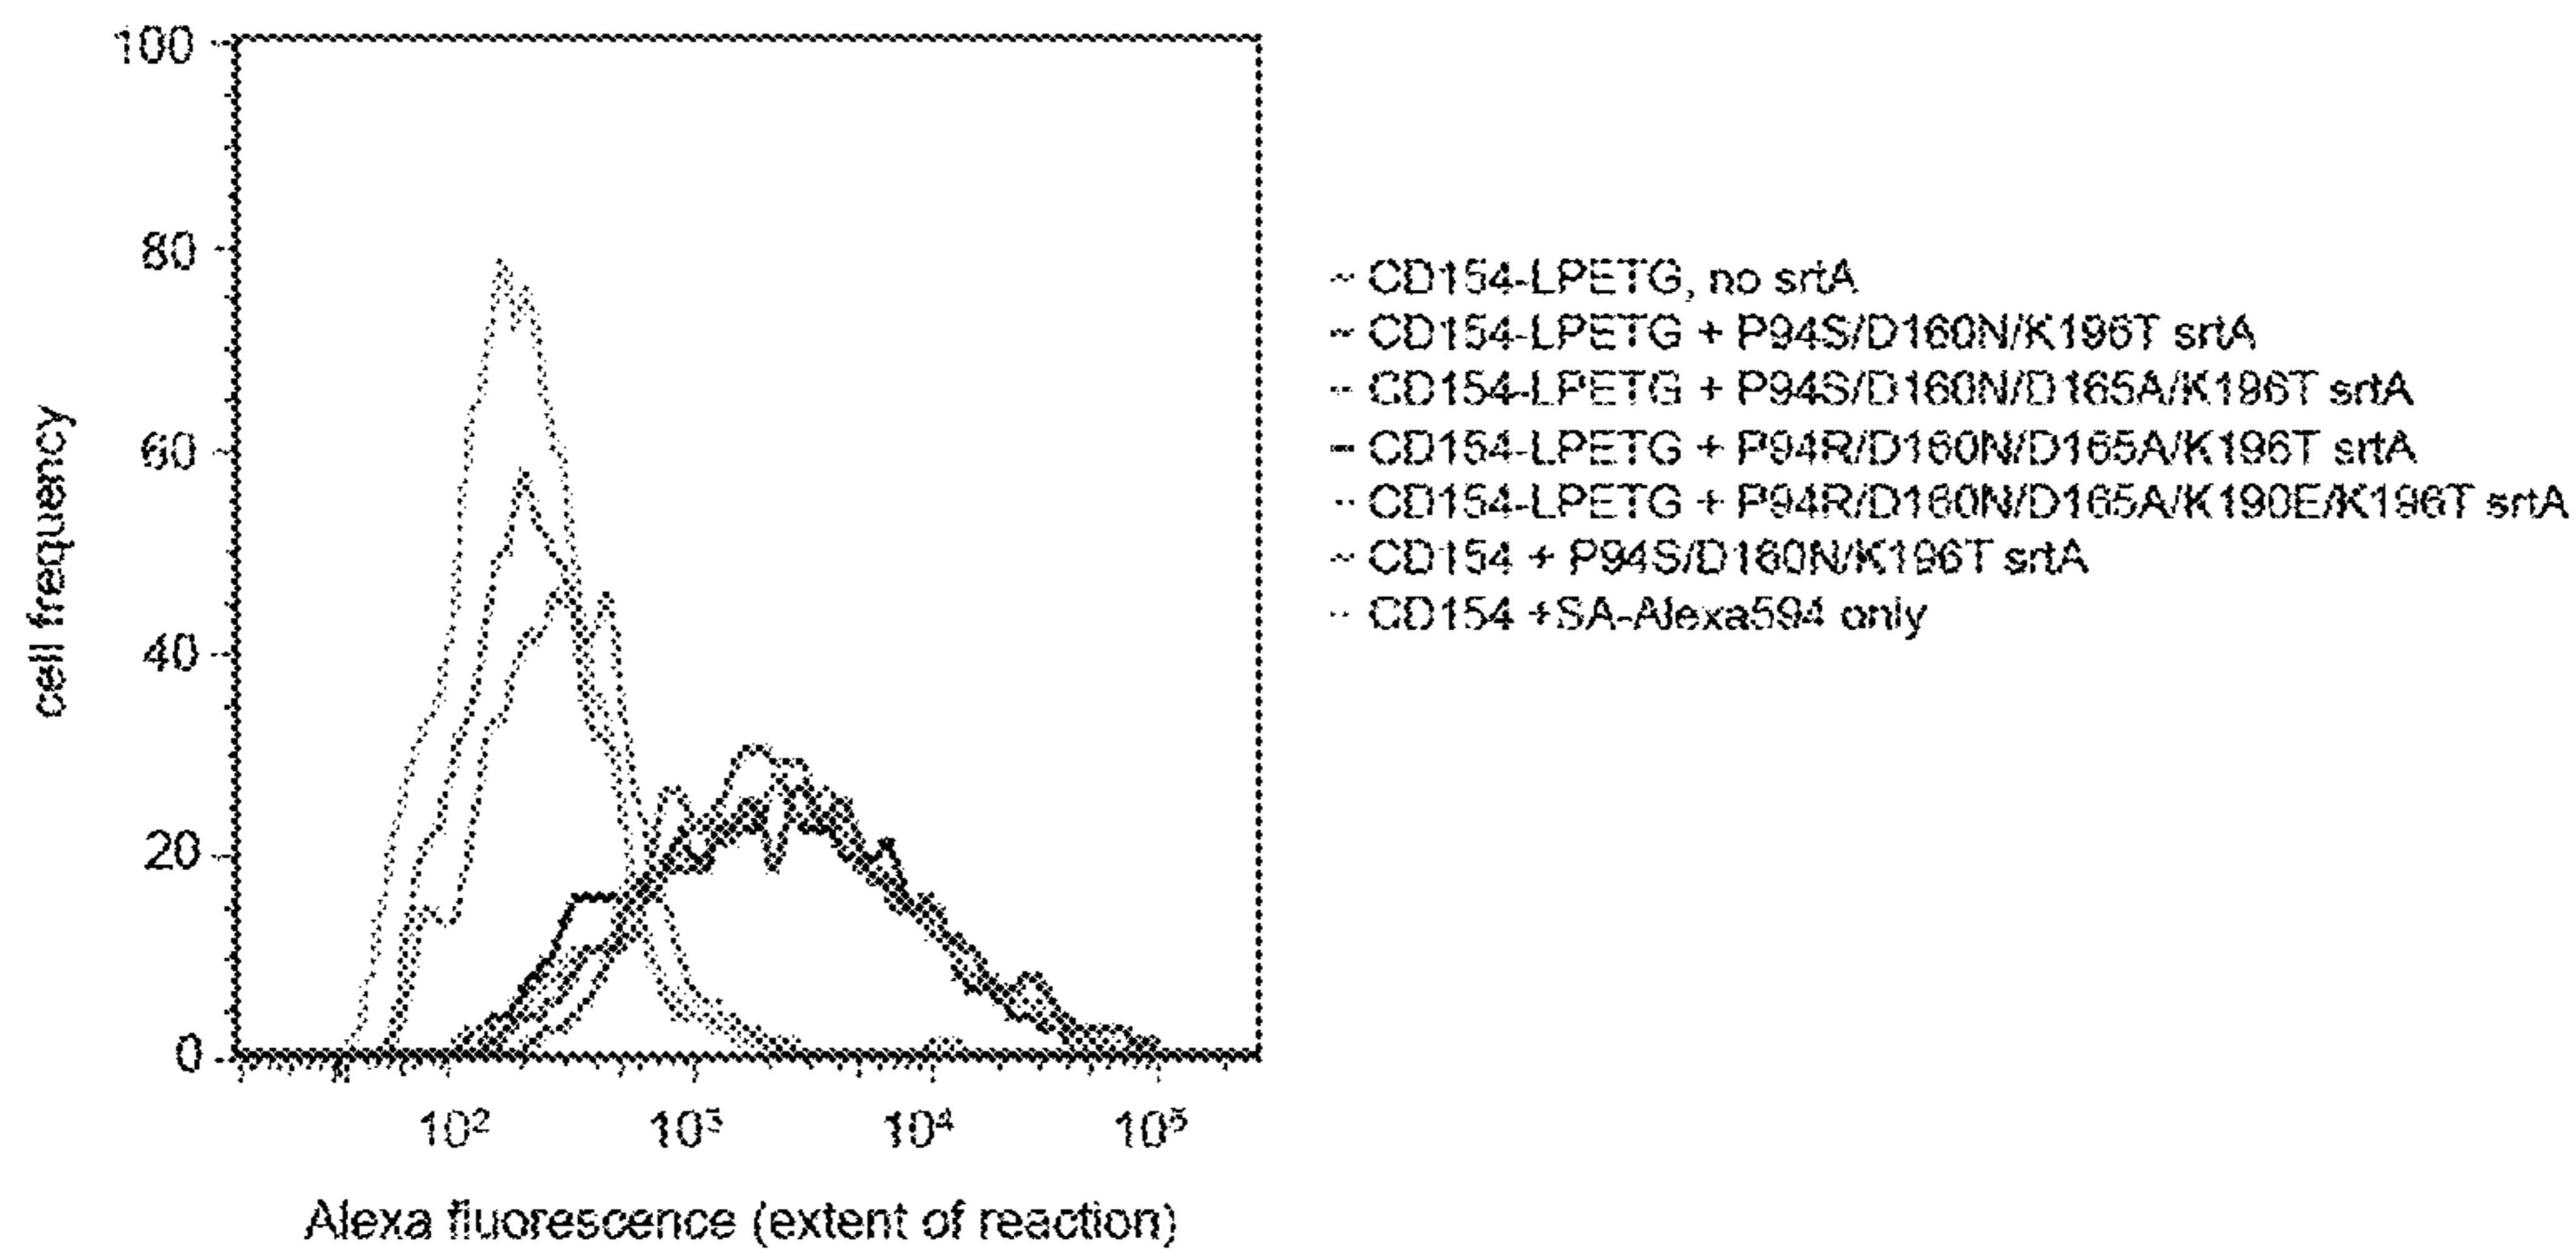 100
80
60
40
20
0
cell frequency
10²
10³
10⁴
10⁵
Alexa fluorescence (extent of reaction)
CD154-LPETG, no srtA
CD154-LPETG + P94S/D160N/K196T srtA
CD154-LPETG + P94S/D160N/D165A/K196T srtA
CD154-LPETG + P94R/D160N/D165A/K196T srtA
CD154-LPETG + P94R/D160N/D165A/K190E/K196T srtA
CD154 + P94S/D160N/K196T srtA
CD154 +SA-Alexa594 only